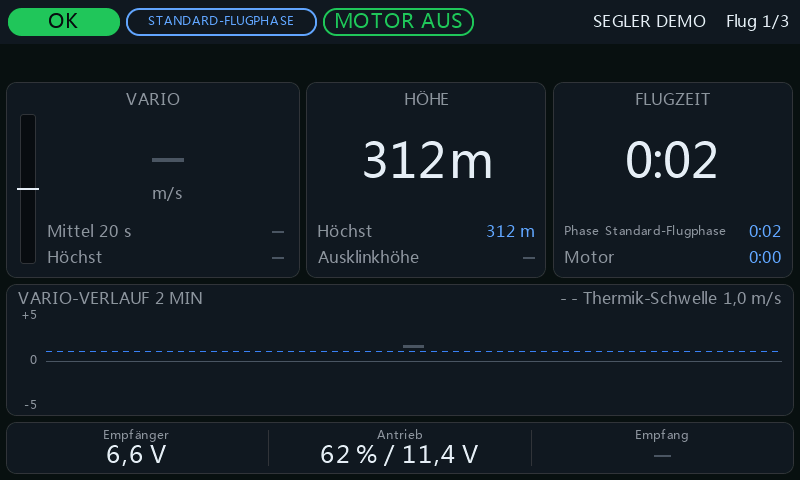 OK STANDARD-FLUGPHASE MOTOR AUS SEGLER DEMO Flug 1/3
VARIO
—
m/s
Mittel 20 s —
Höchst —
HÖHE
312 m
Höchst 312 m
Ausklinkhöhe —
FLUGZEIT
0:02
Phase Standard-Flugphase 0:02
Motor 0:00
VARIO-VERLAUF 2 MIN - - Thermik-Schwelle 1,0 m/s
+5
—
0
-5
Empfänger
6,6 V
Antrieb
62 % / 11,4 V
Empfang
—